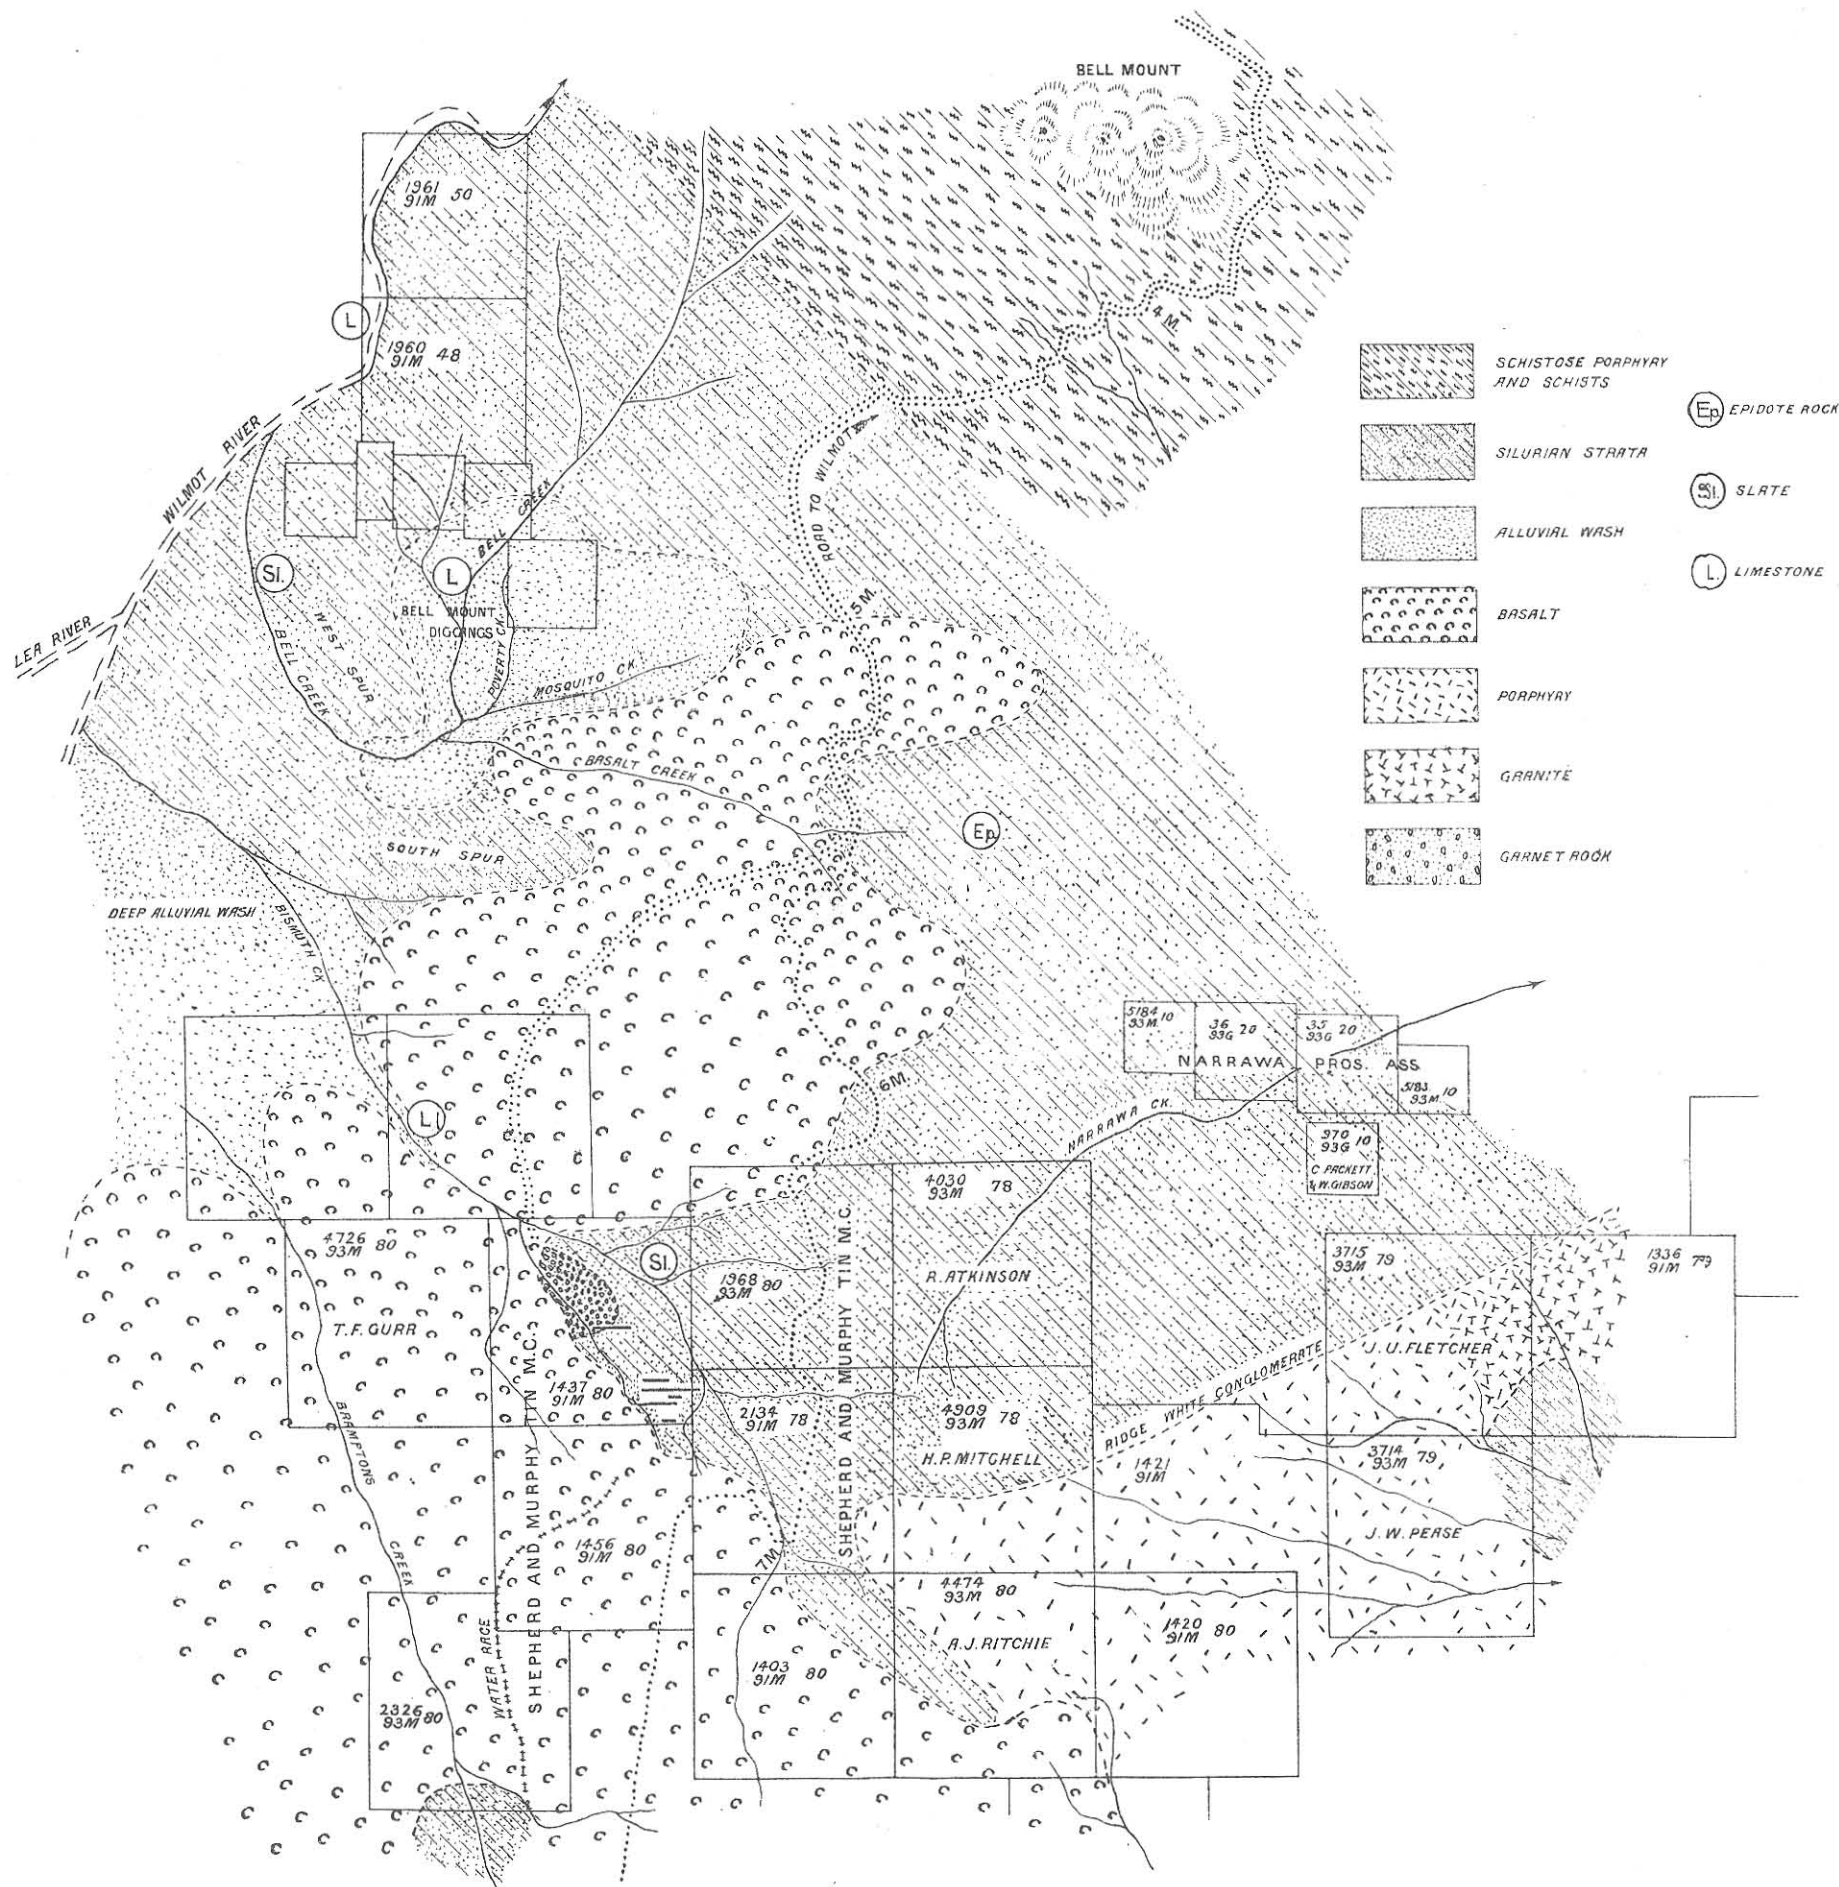 BELL MOUNT
1961
91M 50
L
4 M.
1960
91M 48
SCHISTOSE PORPHYRY
AND SCHISTS
Ep. EPIDOTE ROCK
SILURIAN STRATA
Sl. SLATE
ALLUVIAL WASH
L. LIMESTONE
BASALT
PORPHYRY
GRANITE
GARNET ROCK
WILMOT RIVER
ROAD TO WILMOT
BELL CREEK
Sl.
L
LEA RIVER
WEST SPUR
BELL CREEK
BELL MOUNT
DIGGINGS
POVERTY CK.
5 M.
MOSQUITO CK.
BASALT CREEK
Ep.
SOUTH SPUR
DEEP ALLUVIAL WASH
BISMUTH CK
5184 10
93M
36 20
93G
35 20
93G
NARRAWA PROS. ASS
5183 10
93M
6M.
NARRAWA CK.
L
970 10
93G
C PACKETT
& W. GIBSON
4030 78
93M
4726 80
93M
Sl.
1968 80
93M
R. ATKINSON
3715 79
93M
1336 79
91M
T. F. GURR
J. U. FLETCHER
1437 80
91M
2134 78
91M
4909 78
93M
H. P. MITCHELL
RIDGE WHITE CONGLOMERATE
1421
91M
3714 79
93M
J. W. PEASE
BRAMPTONS CREEK
SHEPHERD AND MURPHY TIN M.C.
SHEPHERD AND MURPHY TIN M.C.
1456 80
91M
7M.
4474 80
93M
A. J. RITCHIE
1420 80
91M
1403 80
91M
WATER RACE
2326 80
93M